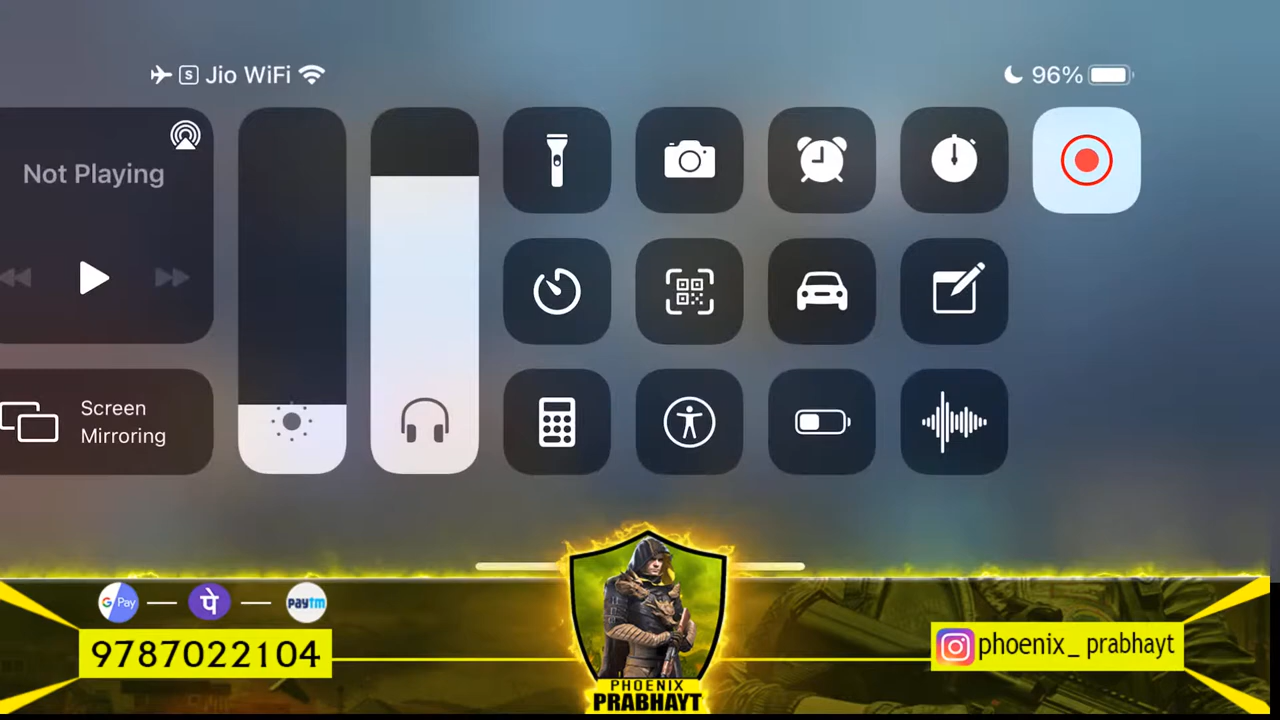 S Jio WiFi
96%
Not Playing
Screen
Mirroring
G Pay
पे
paytm
9787022104
phoenix_ prabhayt
PHOENIX
PRABHAYT